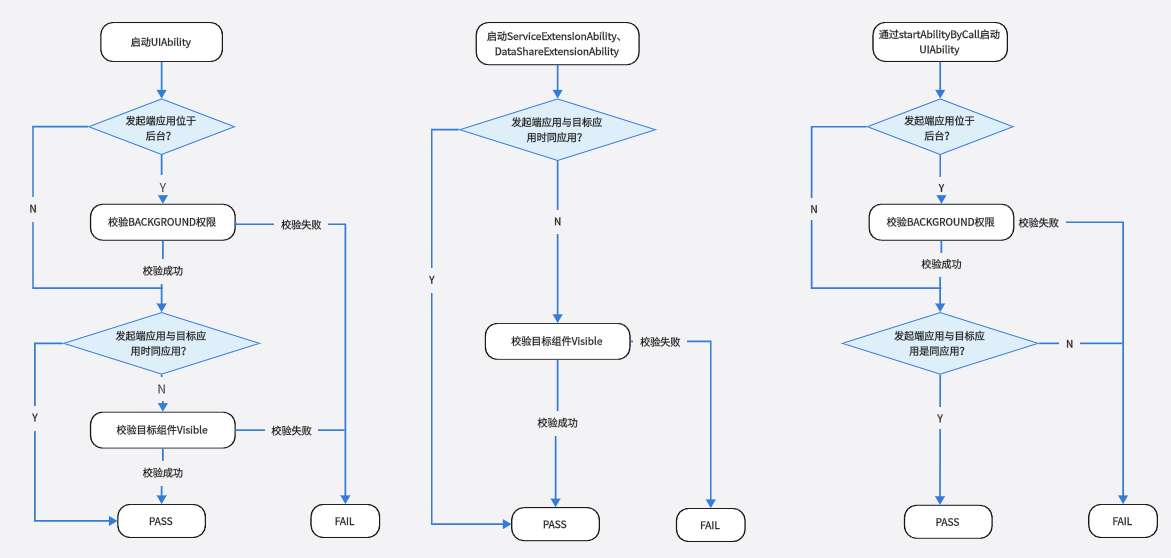 启动UIAbility
发起端应用位于
后台？
Y
N
校验BACKGROUND权限
校验失败
校验成功
发起端应用与目标应
用时同应用？
N
Y
校验目标组件Visible
校验失败
校验成功
PASS
FAIL
启动ServiceExtensionAbility、
DataShareExtensionAbility
发起端应用与目标应
用时同应用？
N
Y
校验目标组件Visible
校验失败
校验成功
PASS
FAIL
通过startAbilityByCall启动
UIAbility
发起端应用位于
后台？
Y
N
校验BACKGROUND权限
校验失败
校验成功
发起端应用与目标应
用是同应用？
N
Y
PASS
FAIL